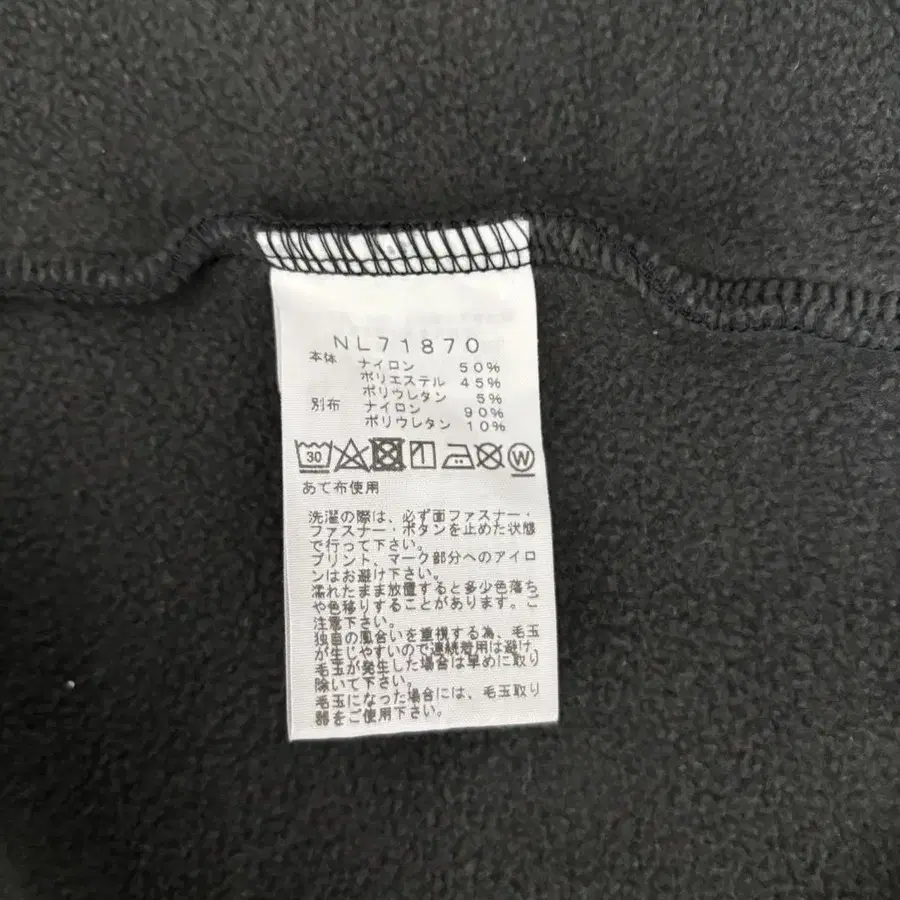 NL71870
本体 ナイロン 50%
ポリエステル 45%
ポリウレタン 5%
別布 ナイロン 90%
ポリウレタン 10%
30 W
あて布使用
洗濯の際は、必ず面ファスナー・
ファスナー・ボタンを止めた状態
で行って下さい。
プリント、マーク部分へのアイロ
ンはお避け下さい。
濡れたまま放置すると多少色落ち
や色移りすることがあります。ご
注意下さい。
独自の風合いを重視する為、毛玉
が生じやすいので連続着用は避け、
毛玉が発生した場合は早めに取り
除いて下さい。
毛玉になった場合には、毛玉取り
器をご使用下さい。